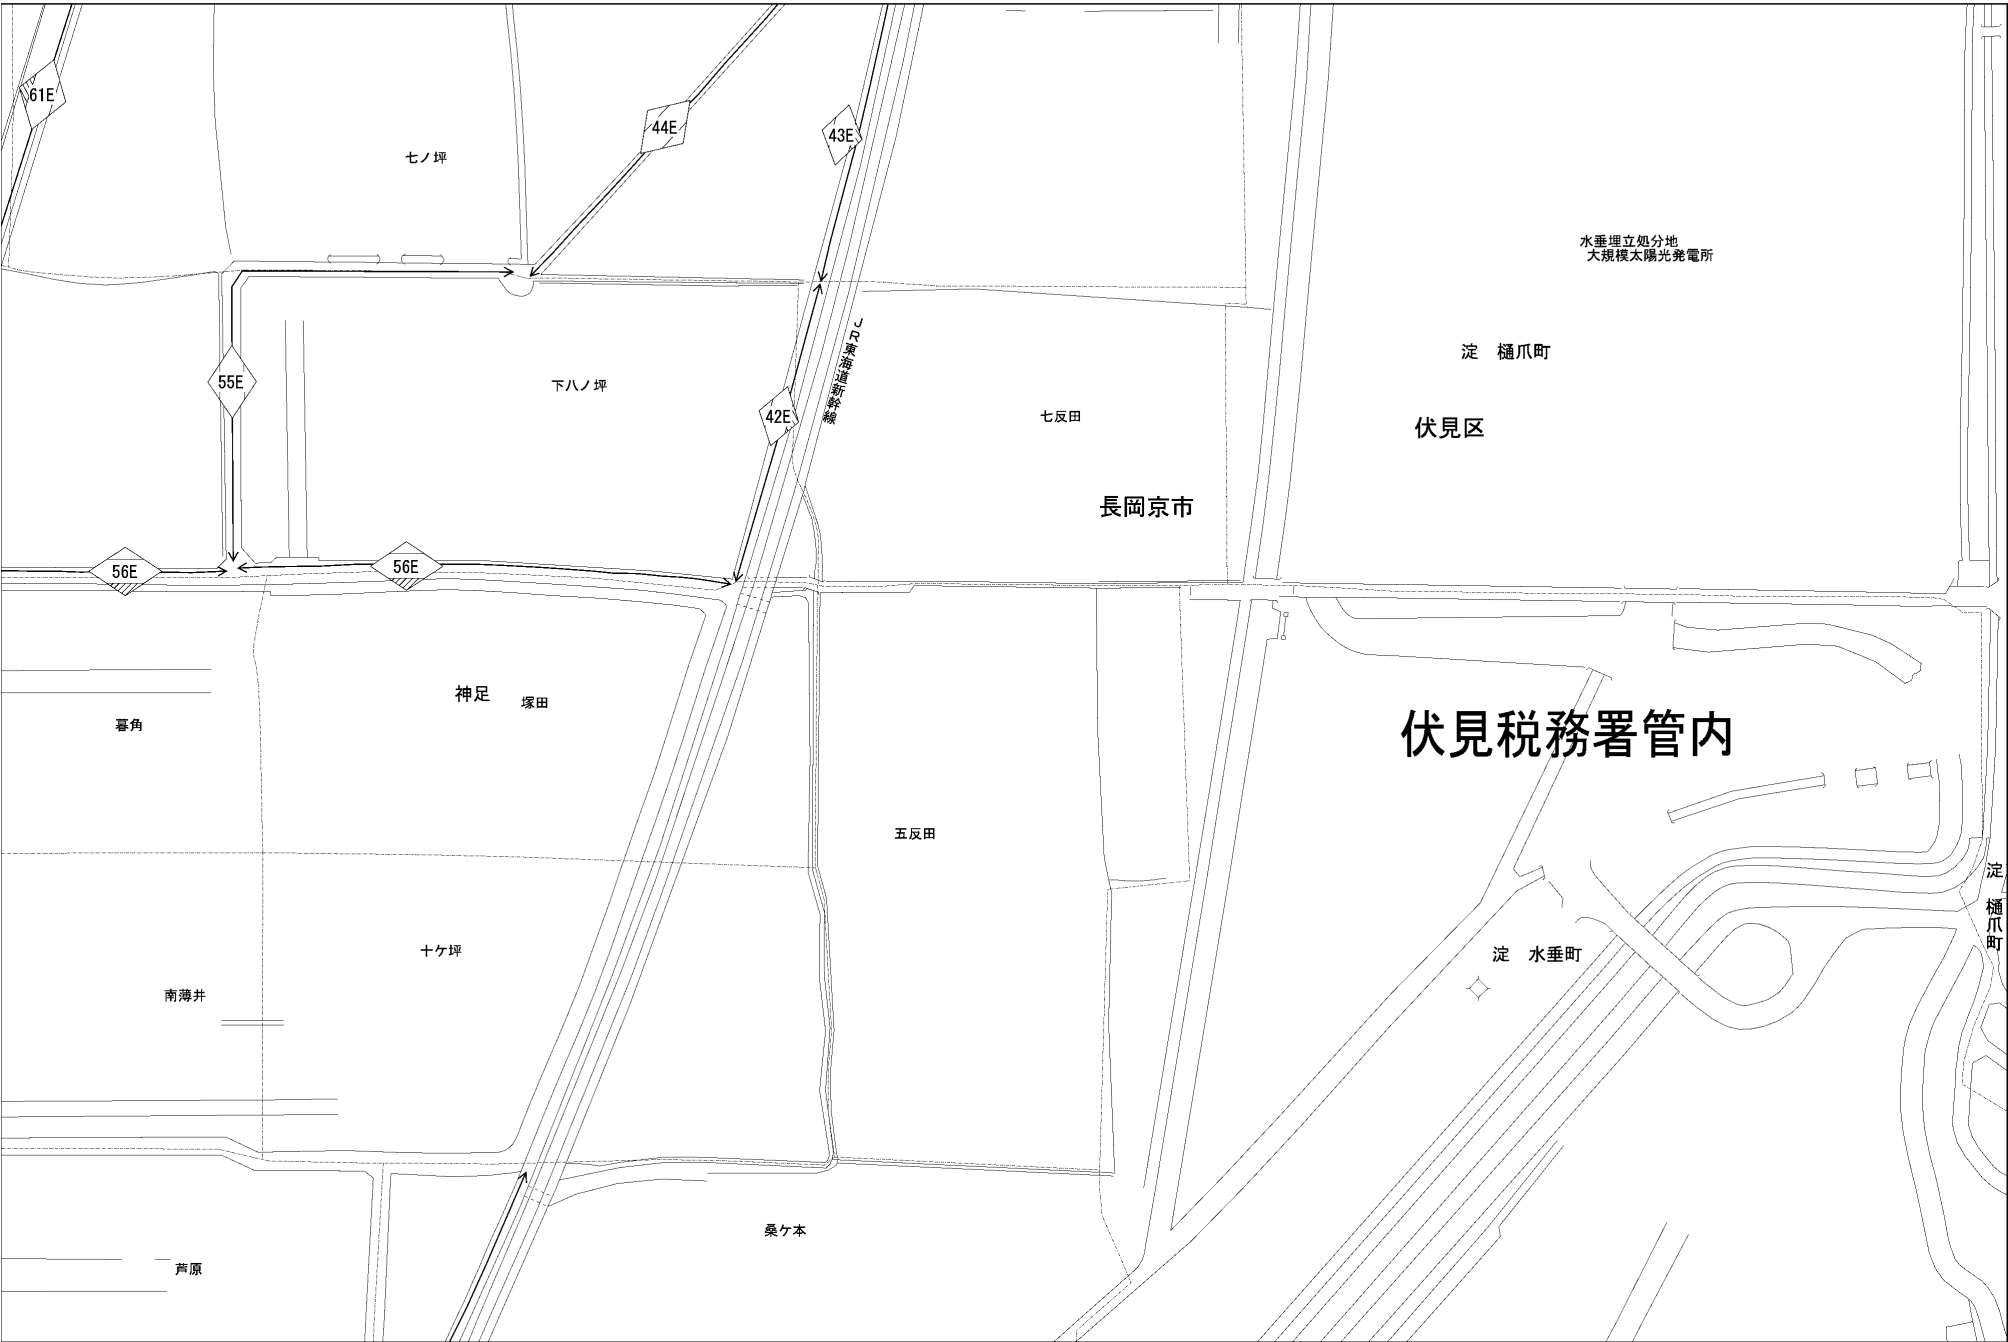 61E
44E
43E
七ノ坪
水垂埋立処分地
大規模太陽光発電所
JR東海道新幹線
淀 樋爪町
55E
下八ノ坪
42E
七反田
伏見区
長岡京市
56E
56E
神足
塚田
暮角
伏見税務署管内
五反田
淀 樋爪町
十ケ坪
淀 水垂町
南薄井
桑ケ本
芦原